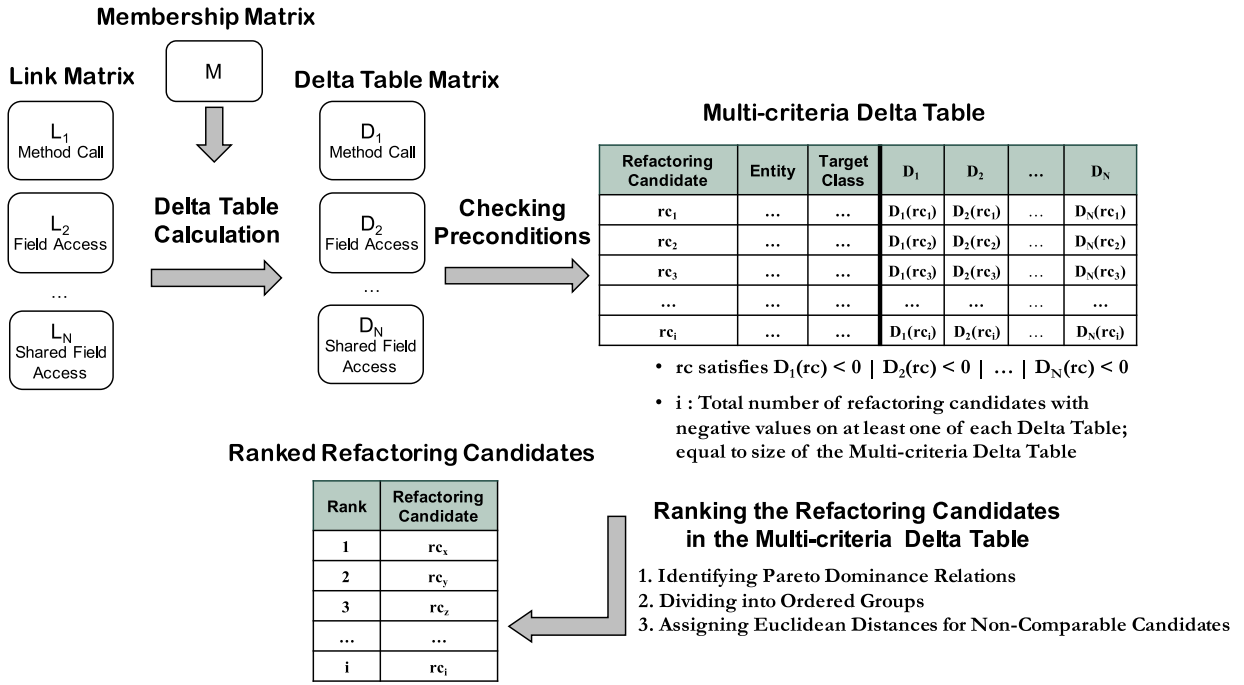 Membership Matrix
M
Link Matrix
L1
Method Call
L2
Field Access
...
LN
Shared Field
Access
Delta Table
Calculation
Delta Table Matrix
D1
Method Call
D2
Field Access
...
DN
Shared Field
Access
Checking
Preconditions
Multi-criteria Delta Table
Refactoring Candidate Entity Target Class D1 D2 ... DN
rc1 ... ... D1(rc1) D2(rc1) ... DN(rc1)
rc2 ... ... D1(rc2) D2(rc2) ... DN(rc2)
rc3 ... ... D1(rc3) D2(rc3) ... DN(rc3)
... ... ... ... ... ... ...
rci ... ... D1(rci) D2(rci) ... DN(rci)
• rc satisfies D1(rc) < 0 | D2(rc) < 0 | ... | DN(rc) < 0
• i : Total number of refactoring candidates with
negative values on at least one of each Delta Table;
equal to size of the Multi-criteria Delta Table
Ranking the Refactoring Candidates
in the Multi-criteria Delta Table
1. Identifying Pareto Dominance Relations
2. Dividing into Ordered Groups
3. Assigning Euclidean Distances for Non-Comparable Candidates
Ranked Refactoring Candidates
Rank Refactoring Candidate
1 rcx
2 rcy
3 rcz
... ...
i rci